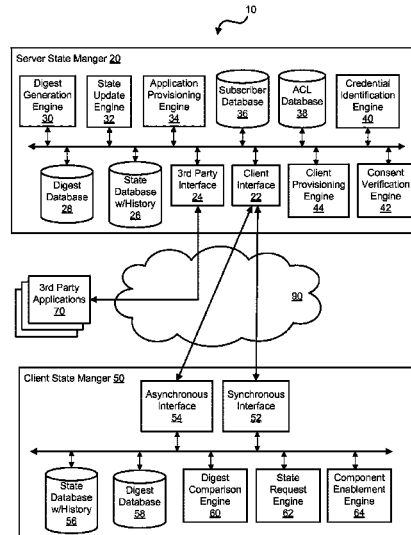 10
Server State Manger 20
Digest
Generation
Engine
30
State
Update
Engine
32
Application
Provisioning
Engine
34
Subscriber
Database
36
ACL
Database
38
Credential
Identification
Engine
40
Digest
Database
28
State
Database
w/History
26
3rd Party
Interface
24
Client
Interface
22
Client
Provisioning
Engine
44
Consent
Verification
Engine
42
3rd Party
Applications
70
90
Client State Manger 50
Asynchronous
Interface
54
Synchronous
Interface
52
State
Database
w/History
56
Digest
Database
58
Digest
Comparison
Engine
60
State
Request
Engine
62
Component
Enablement
Engine
64